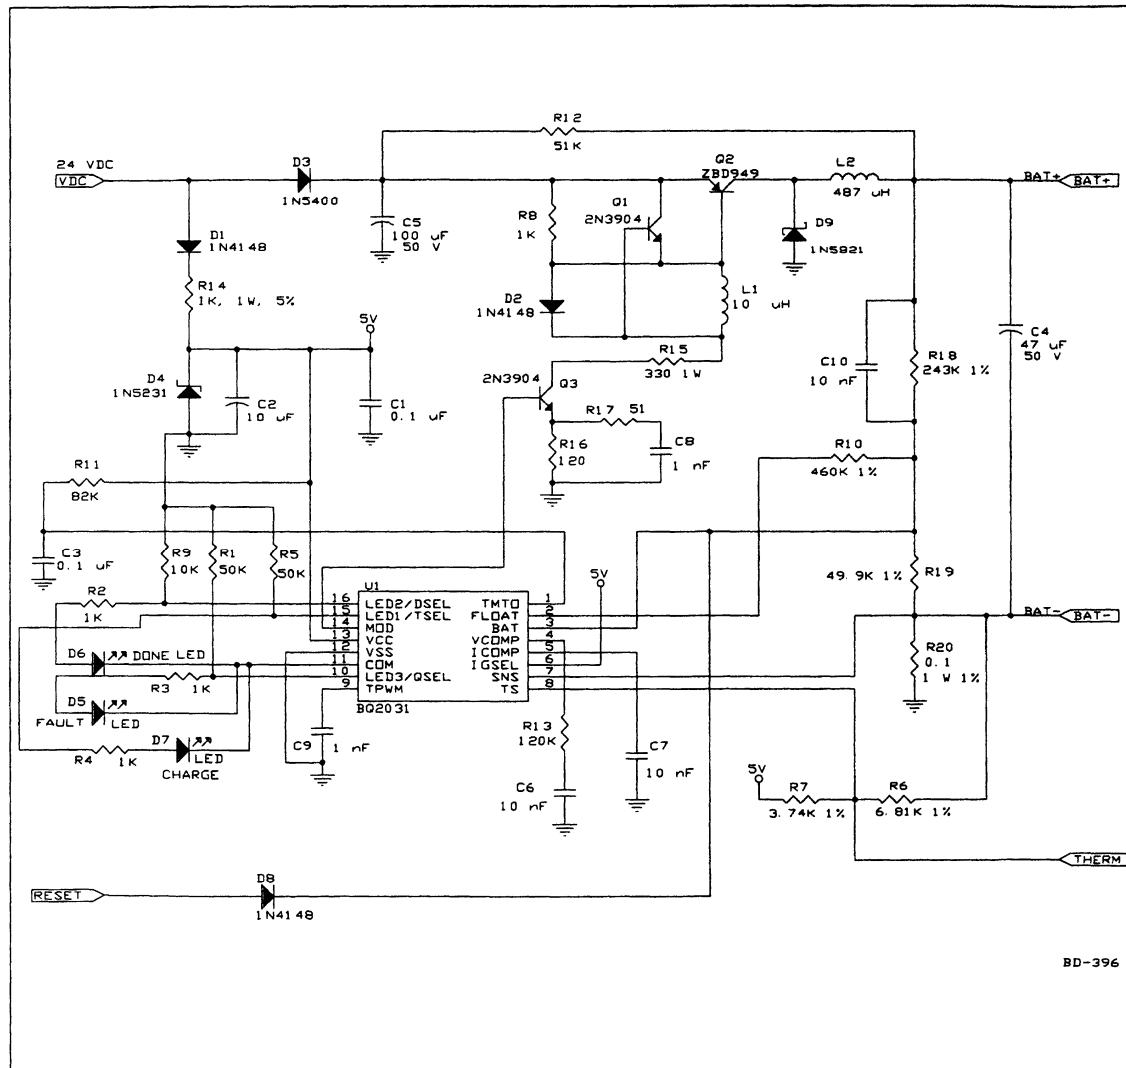 R12
51K
24 VDC
VDC
D3
1N5400
Q2
ZBD949
L2
487 uH
BAT+
BAT+
C5
100 uF
50 V
R8
1K
Q1
2N3904
D9
1N5821
D1
1N4148
R14
1K, 1W, 5%
D2
1N4148
L1
10 uH
5V
R15
330 1W
C4
47 uF
50 V
C10
10 nF
R18
243K 1%
D4
1N5231
C2
10 uF
C1
0.1 uF
2N3904
Q3
R17 51
R16
120
C8
1 nF
R10
460K 1%
R11
82K
C3
0.1 uF
R9
10K
R1
50K
R5
50K
49.9K 1%
R19
R2
1K
U1
5V
16 LED2/DSEL TMTO 1
15 LED1/TSEL FLOAT 2
14 MOD BAT 3
13 VCC VCOMP 4
12 VSS ICOMP 5
11 COM IGSEL 6
10 LED3/QSEL SNS 7
9 TPWM TS 8
BQ2031
BAT-
BAT-
D6
DONE LED
R20
0.1
1 W 1%
R3 1K
D5
FAULT LED
D7
LED
CHARGE
R4 1K
C9 1 nF
R13
120K
C7
10 nF
C6
10 nF
5V
R7
3.74K 1%
R6
6.81K 1%
THERM
RESET
D8
1N4148
BD-396